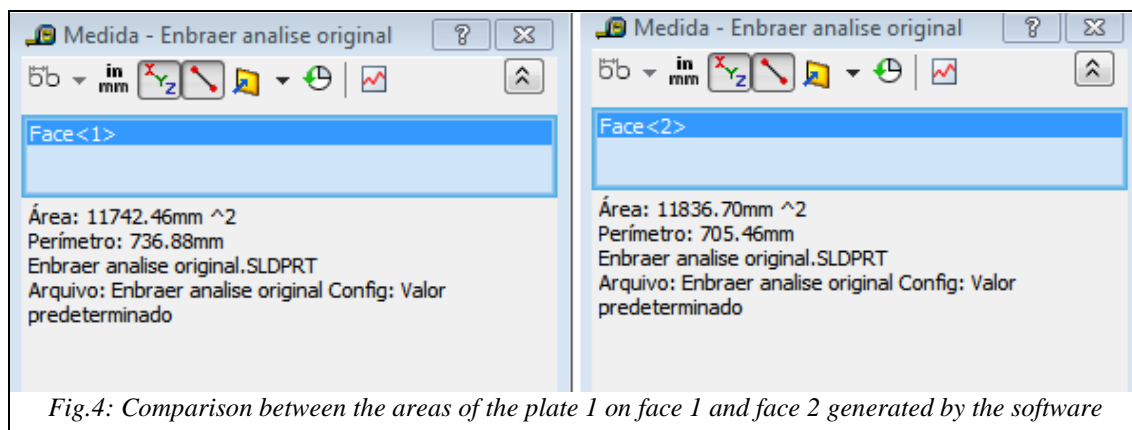 Medida - Enbraer analise original
in
mm
X
Y
Z
Face<1>
Área: 11742.46mm ^2
Perímetro: 736.88mm
Enbraer analise original.SLDPRT
Arquivo: Enbraer analise original Config: Valor
predeterminado
Medida - Enbraer analise original
in
mm
X
Y
Z
Face<2>
Área: 11836.70mm ^2
Perímetro: 705.46mm
Enbraer analise original.SLDPRT
Arquivo: Enbraer analise original Config: Valor
predeterminado
Fig.4: Comparison between the areas of the plate 1 on face 1 and face 2 generated by the software